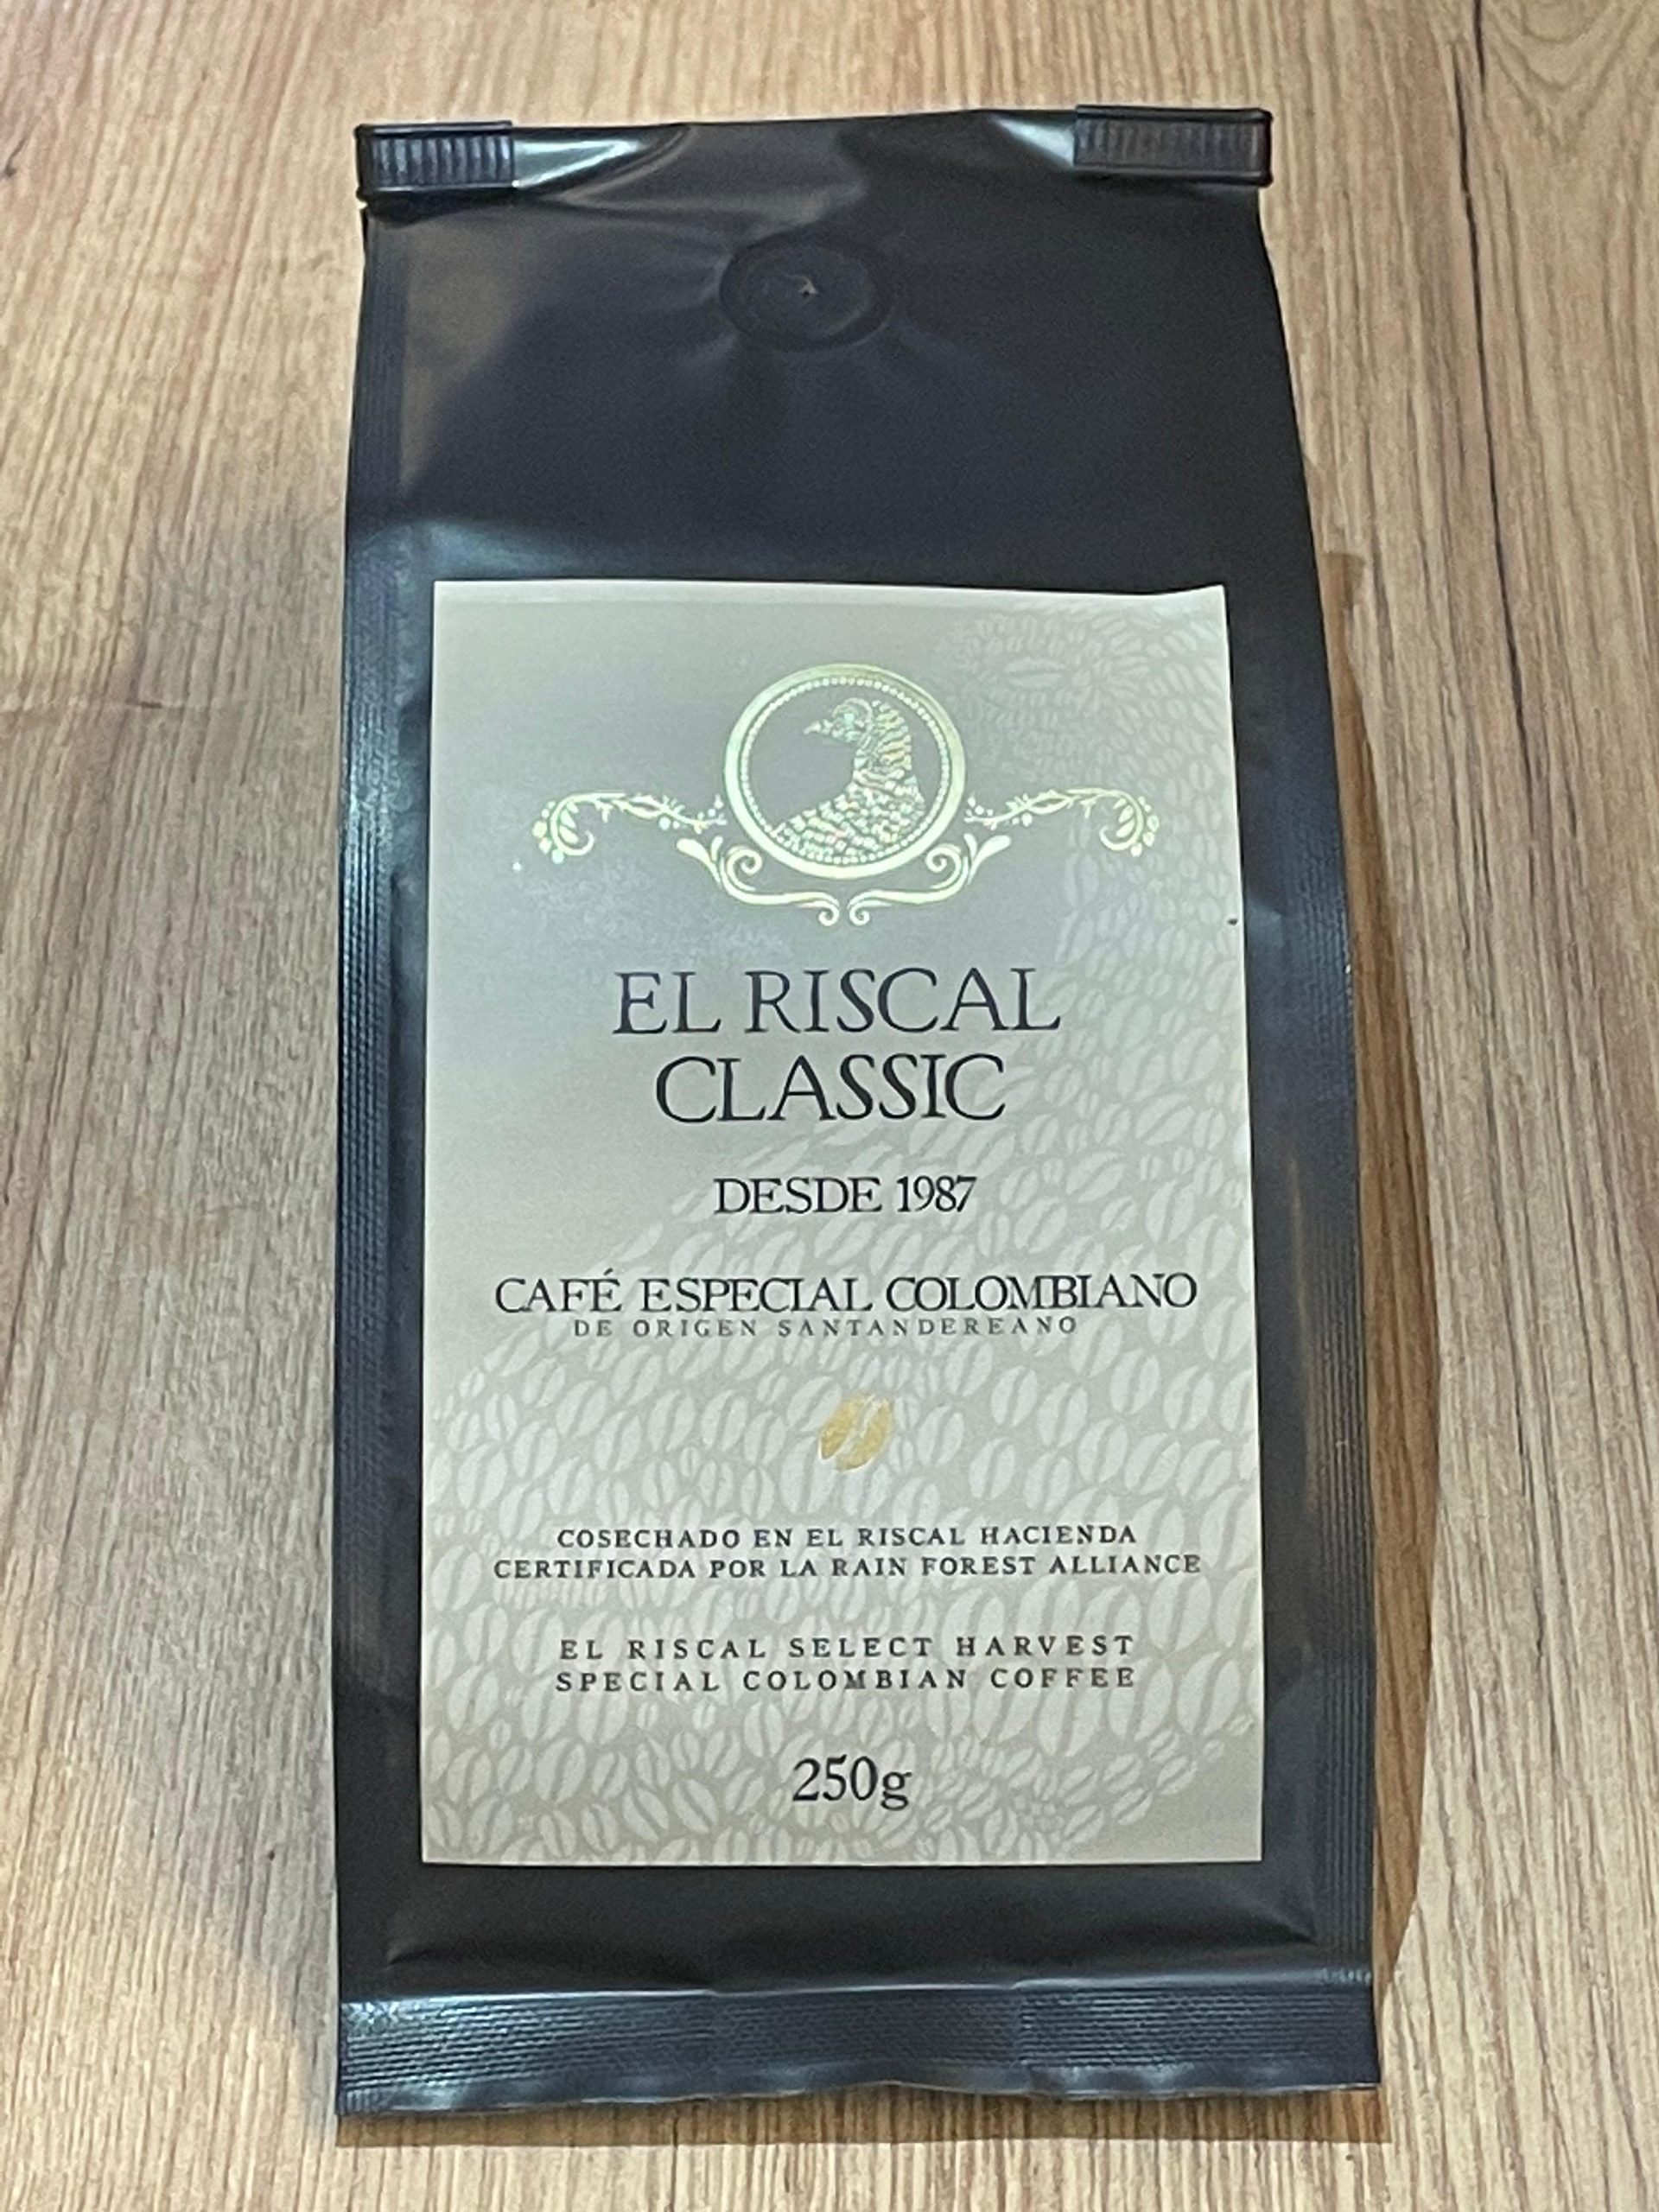 EL RISCAL
CLASSIC
DESDE 1987
CAFÉ ESPECIAL COLOMBIANO
DE ORIGEN SANTANDEREANO
COSECHADO EN EL RISCAL HACIENDA
CERTIFICADA POR LA RAIN FOREST ALLIANCE
EL RISCAL SELECT HARVEST
SPECIAL COLOMBIAN COFFEE
250g